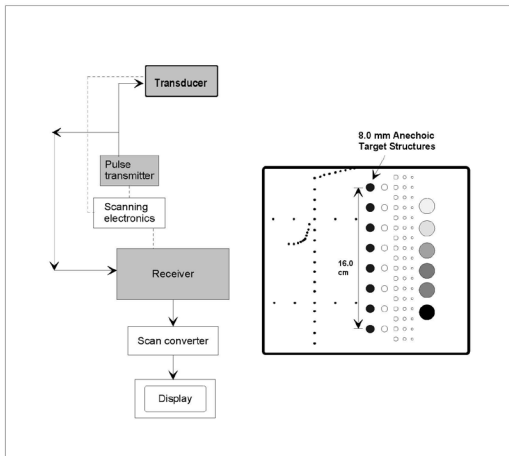 Transducer
Pulse
transmitter
Scanning
electronics
Receiver
Scan converter
Display
8.0 mm Anechoic
Target Structures
16.0
cm